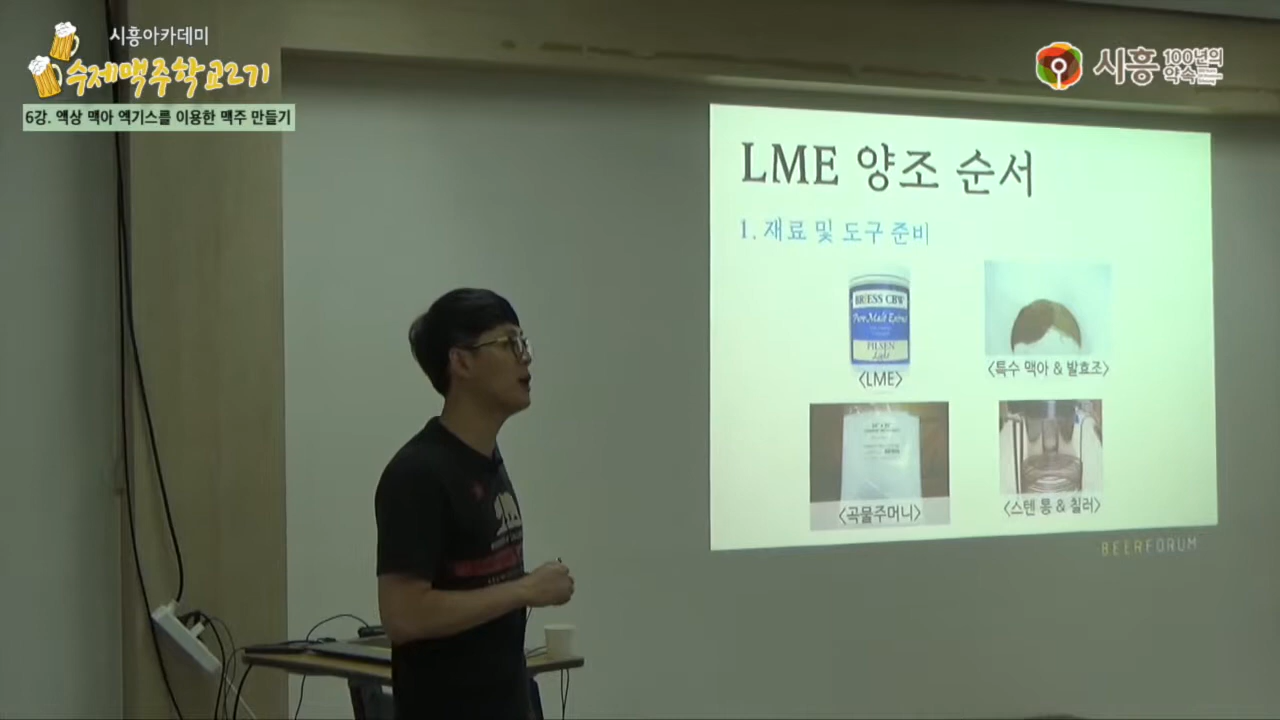 시흥아카데미
수제맥주학교2기
6강. 액상 맥아 엑기스를 이용한 맥주 만들기
시흥 100년의 약속
LME 양조 순서
1. 재료 및 도구 준비
BRIESS CBW
Pure Malt Extract
PILSEN
Light
<LME>
<특수 맥아 & 발효조>
<곡물주머니>
<스텐 통 & 칠러>
BEERFORUM